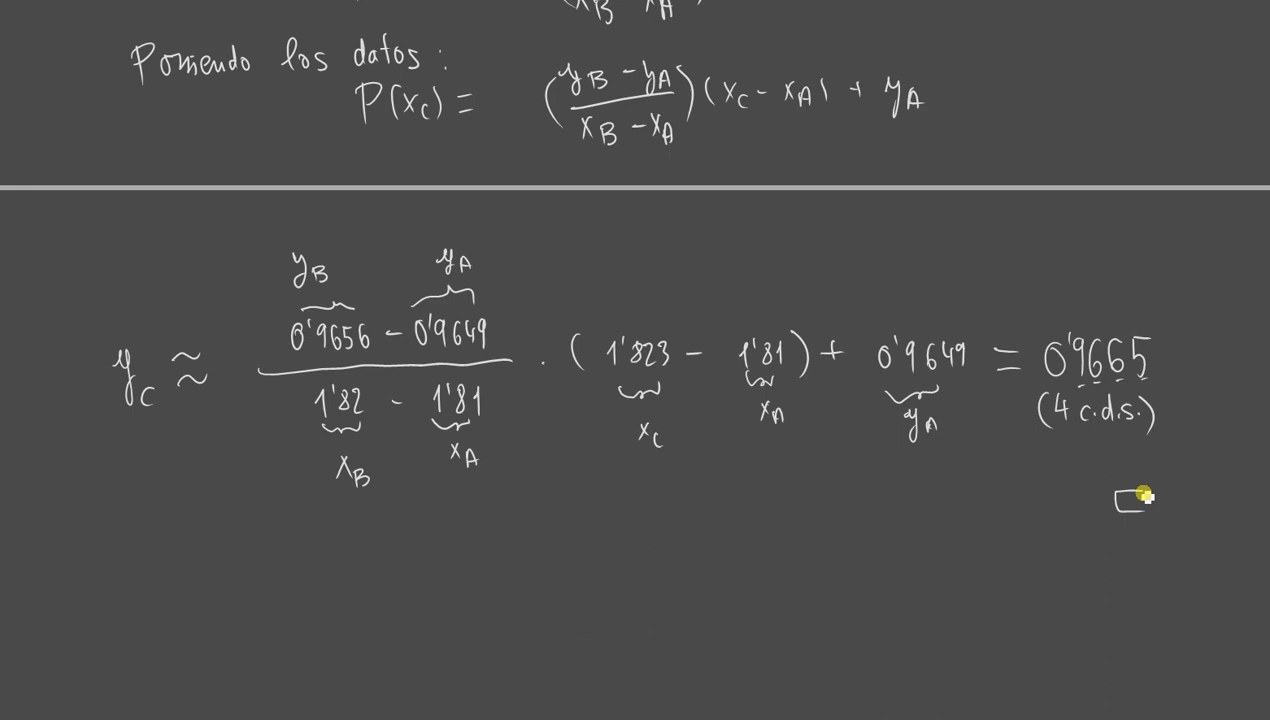 Poniendo los datos :
P(x_C) = ((y_B - y_A)/(x_B - x_A))(x_C - x_A) + y_A
y_B y_A
y_C ≈ (0'9656 - 0'9649)/(1'82 - 1'81) · (1'823 - 1'81) + 0'9649 = 0'9665
x_B x_A x_C x_A y_A (4 c.d.s.)